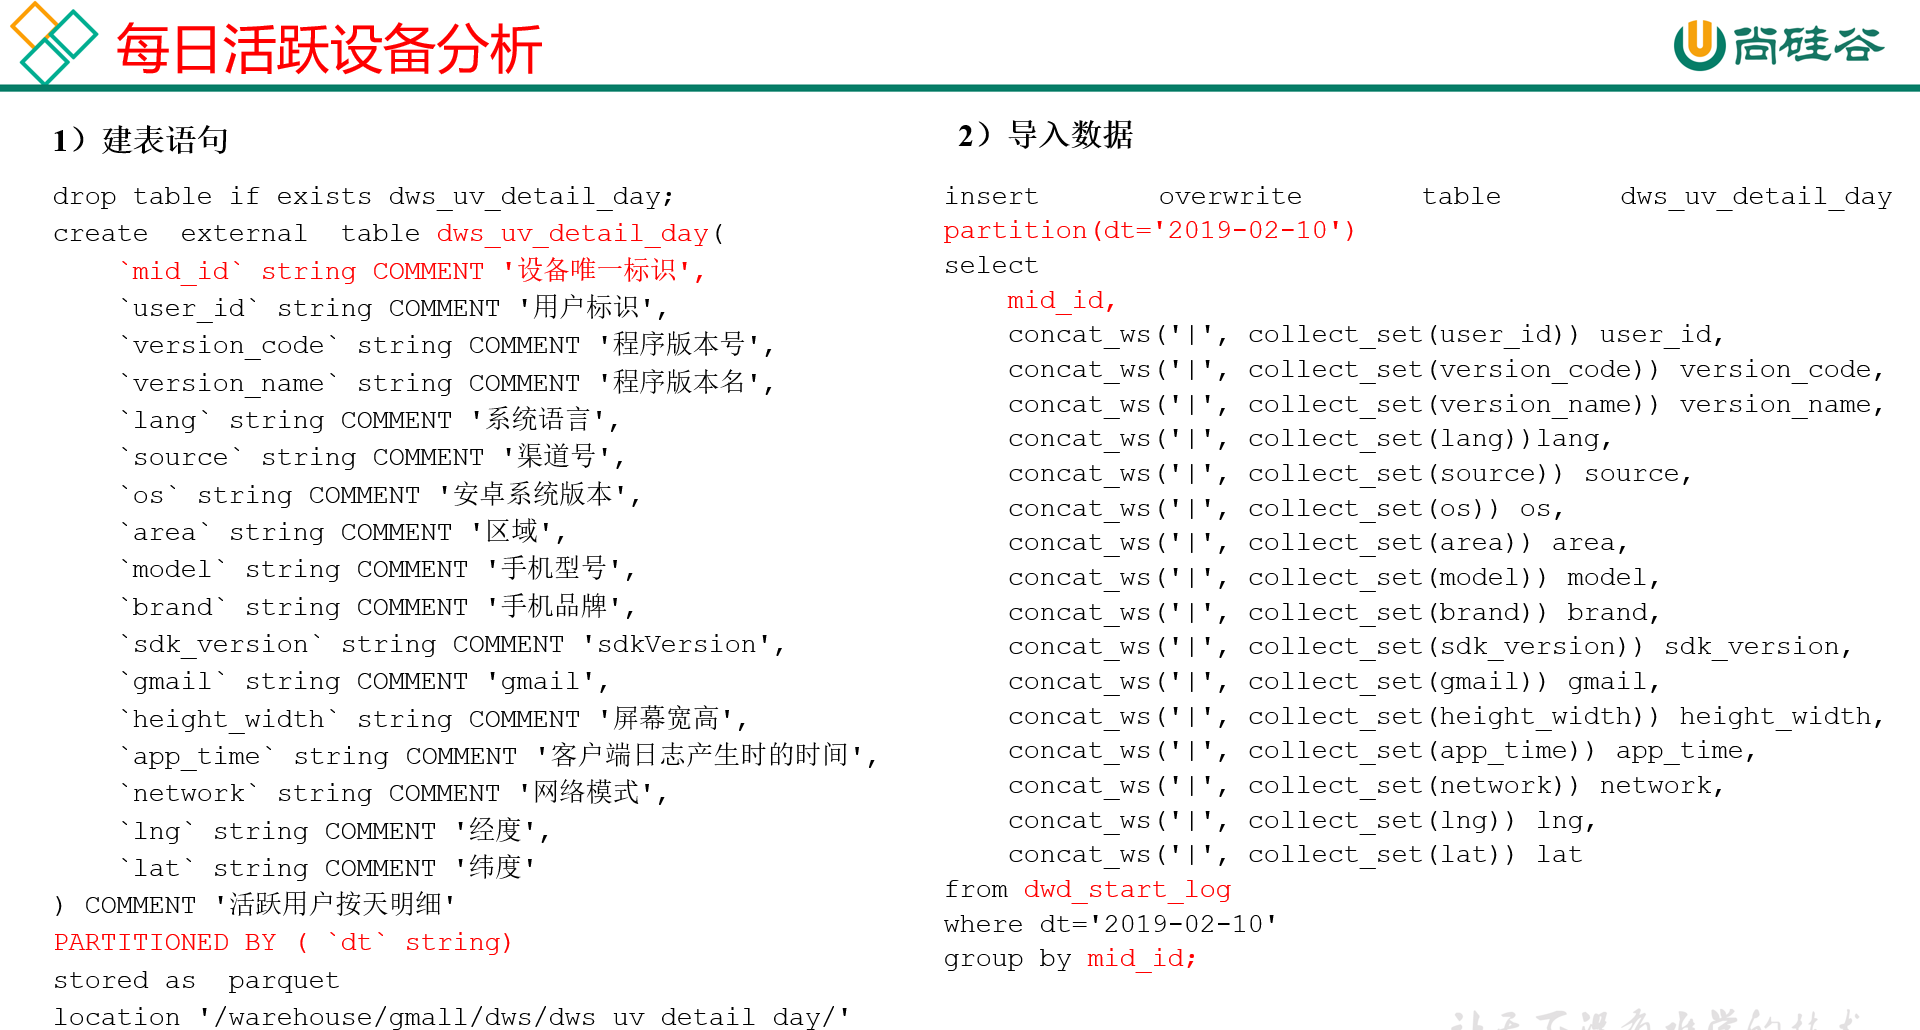 每日活跃设备分析
尚硅谷
1）建表语句
drop table if exists dws_uv_detail_day;
create  external  table dws_uv_detail_day(
    `mid_id` string COMMENT '设备唯一标识',
    `user_id` string COMMENT '用户标识',
    `version_code` string COMMENT '程序版本号',
    `version_name` string COMMENT '程序版本名',
    `lang` string COMMENT '系统语言',
    `source` string COMMENT '渠道号',
    `os` string COMMENT '安卓系统版本',
    `area` string COMMENT '区域',
    `model` string COMMENT '手机型号',
    `brand` string COMMENT '手机品牌',
    `sdk_version` string COMMENT 'sdkVersion',
    `gmail` string COMMENT 'gmail',
    `height_width` string COMMENT '屏幕宽高',
    `app_time` string COMMENT '客户端日志产生时的时间',
    `network` string COMMENT '网络模式',
    `lng` string COMMENT '经度',
    `lat` string COMMENT '纬度'
) COMMENT '活跃用户按天明细'
PARTITIONED BY ( `dt` string)
stored as  parquet
location '/warehouse/gmall/dws/dws_uv_detail_day/'
2）导入数据
insert overwrite table dws_uv_detail_day
partition(dt='2019-02-10')
select
    mid_id,
    concat_ws('|', collect_set(user_id)) user_id,
    concat_ws('|', collect_set(version_code)) version_code,
    concat_ws('|', collect_set(version_name)) version_name,
    concat_ws('|', collect_set(lang))lang,
    concat_ws('|', collect_set(source)) source,
    concat_ws('|', collect_set(os)) os,
    concat_ws('|', collect_set(area)) area,
    concat_ws('|', collect_set(model)) model,
    concat_ws('|', collect_set(brand)) brand,
    concat_ws('|', collect_set(sdk_version)) sdk_version,
    concat_ws('|', collect_set(gmail)) gmail,
    concat_ws('|', collect_set(height_width)) height_width,
    concat_ws('|', collect_set(app_time)) app_time,
    concat_ws('|', collect_set(network)) network,
    concat_ws('|', collect_set(lng)) lng,
    concat_ws('|', collect_set(lat)) lat
from dwd_start_log
where dt='2019-02-10'
group by mid_id;